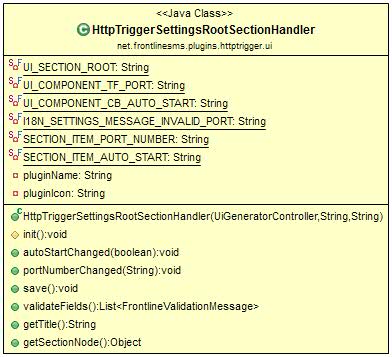 <<Java Class>>
HttpTriggerSettingsRootSectionHandler
net.frontlinesms.plugins.httptrigger.ui
UI_SECTION_ROOT: String
UI_COMPONENT_TF_PORT: String
UI_COMPONENT_CB_AUTO_START: String
I18N_SETTINGS_MESSAGE_INVALID_PORT: String
SECTION_ITEM_PORT_NUMBER: String
SECTION_ITEM_AUTO_START: String
pluginName: String
pluginIcon: String
HttpTriggerSettingsRootSectionHandler(UiGeneratorController,String,String)
init():void
autoStartChanged(boolean):void
portNumberChanged(String):void
save():void
validateFields():List<FrontlineValidationMessage>
getTitle():String
getSectionNode():Object